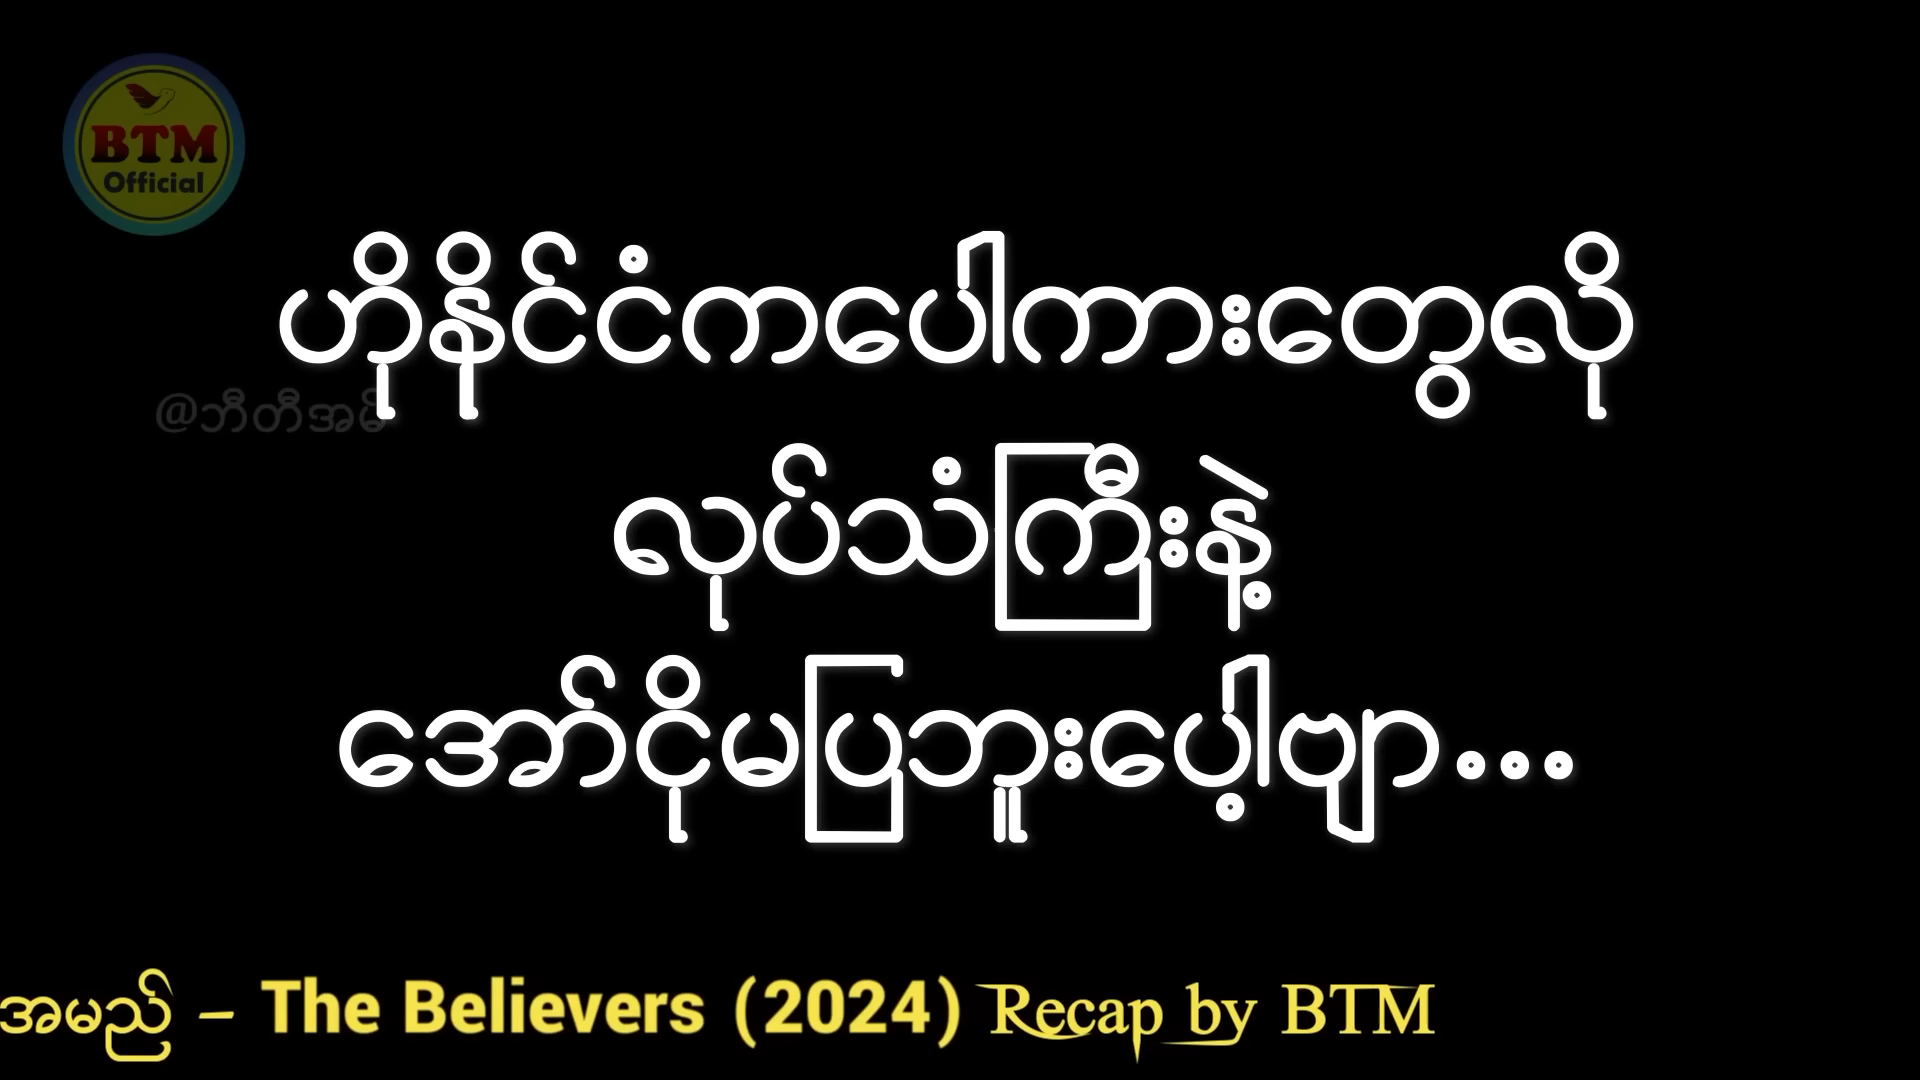 BTM
Official
ဟိုနိုင်ငံကပေါကားတွေလို
@ဘီတီအမ်
လုပ်သံကြီးနဲ့
အော်ငိုမပြဘူးပေ့ါဗျာ...
အမည် – The Believers (2024) Recap by BTM